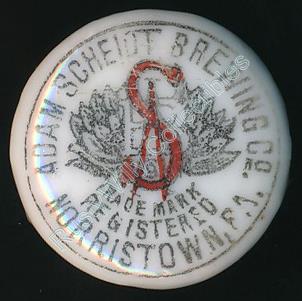 ADAM SCHEIDT BREWING CO.
TRADE MARK
REGISTERED
NORRISTOWN, PA.